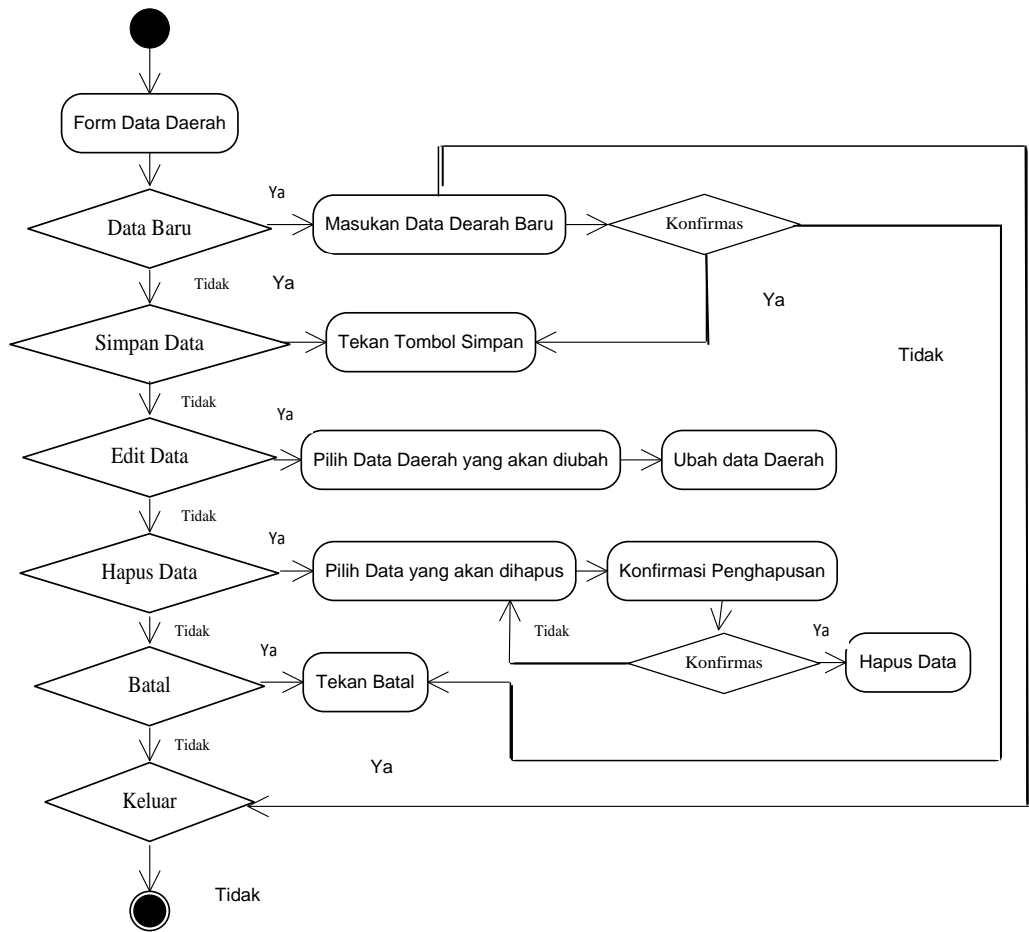 Form Data Daerah
Ya
Data Baru
Masukan Data Dearah Baru
Konfirmas
Tidak
Ya
Ya
Simpan Data
Tekan Tombol Simpan
Tidak
Tidak
Ya
Edit Data
Pilih Data Daerah yang akan diubah
Ubah data Daerah
Tidak
Ya
Hapus Data
Pilih Data yang akan dihapus
Konfirmasi Penghapusan
Tidak
Tidak
Ya
Ya
Konfirmas
Hapus Data
Batal
Tekan Batal
Tidak
Ya
Keluar
Tidak